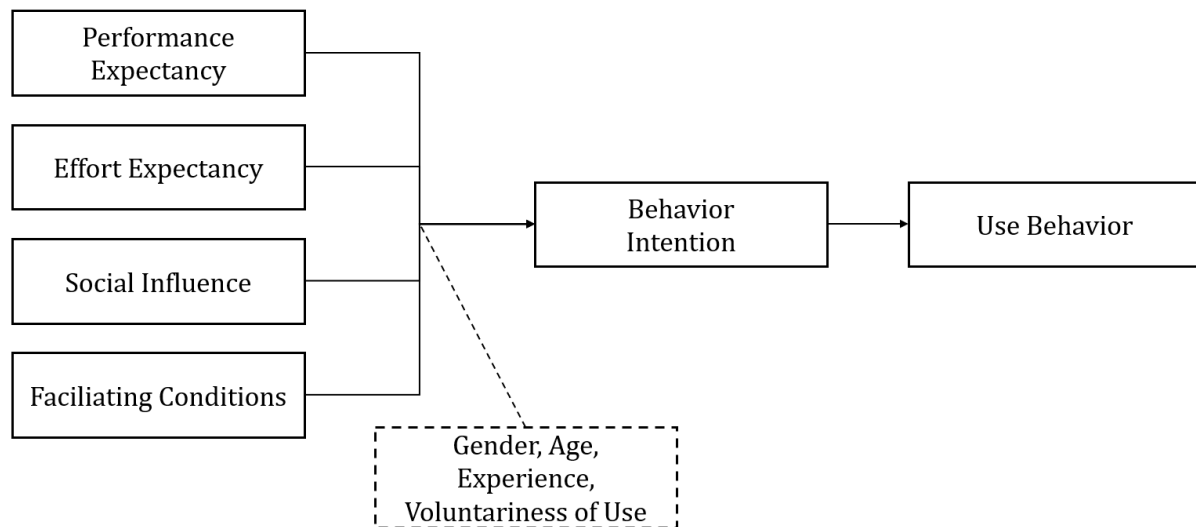 Performance
Expectancy
Effort Expectancy
Social Influence
Faciliating Conditions
Behavior
Intention
Use Behavior
Gender, Age,
Experience,
Voluntariness of Use